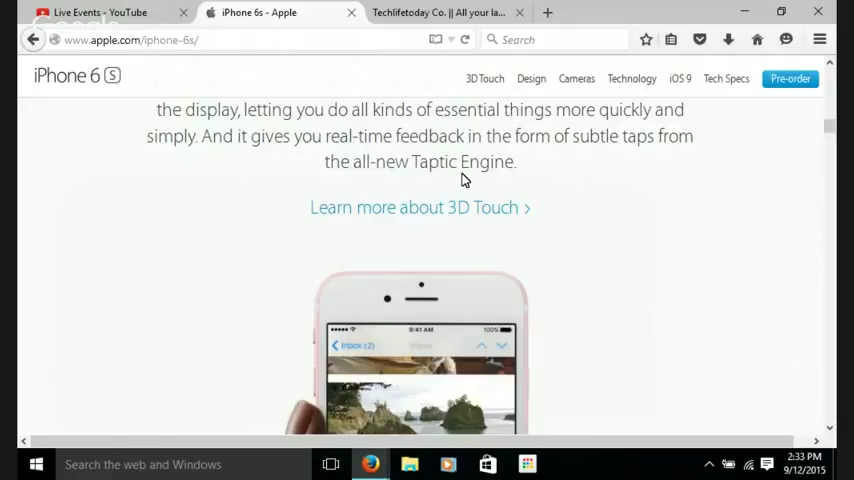 Live Events - YouTube
iPhone 6s - Apple
Techlifetoday Co. || All your la...
Google
www.apple.com/iphone-6s/
Search
iPhone 6 S
3D Touch
Design
Cameras
Technology
iOS 9
Tech Specs
Pre-order
the display, letting you do all kinds of essential things more quickly and
simply. And it gives you real-time feedback in the form of subtle taps from
the all-new Taptic Engine.
Learn more about 3D Touch >
9:41 AM
100%
Inbox (2)
Search the web and Windows
2:33 PM
9/12/2015